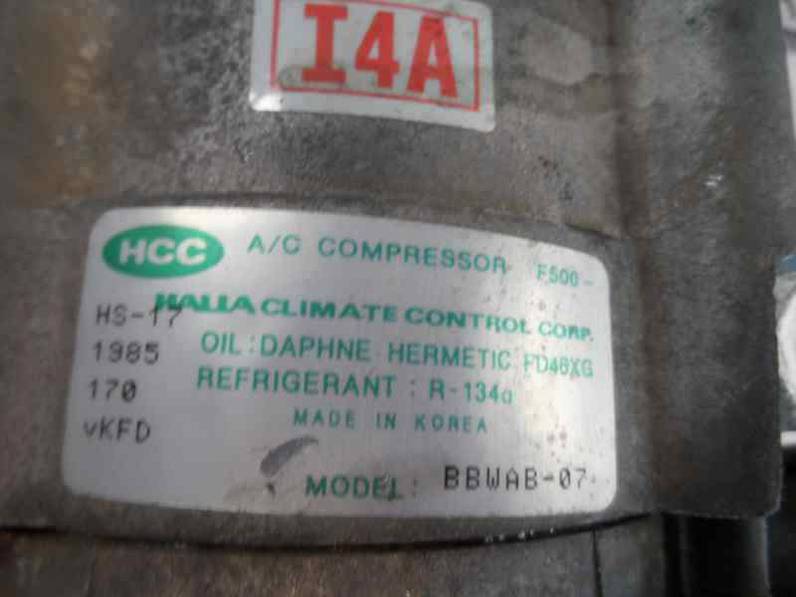 I4A
HCC A/C COMPRESSOR F500-
HALLA CLIMATE CONTROL CORP.
HS-17
OIL : DAPHNE HERMETIC FD46XG
1985
REFRIGERANT : R-134a
170
MADE IN KOREA
vKFD
MODEL : BBWAB-07